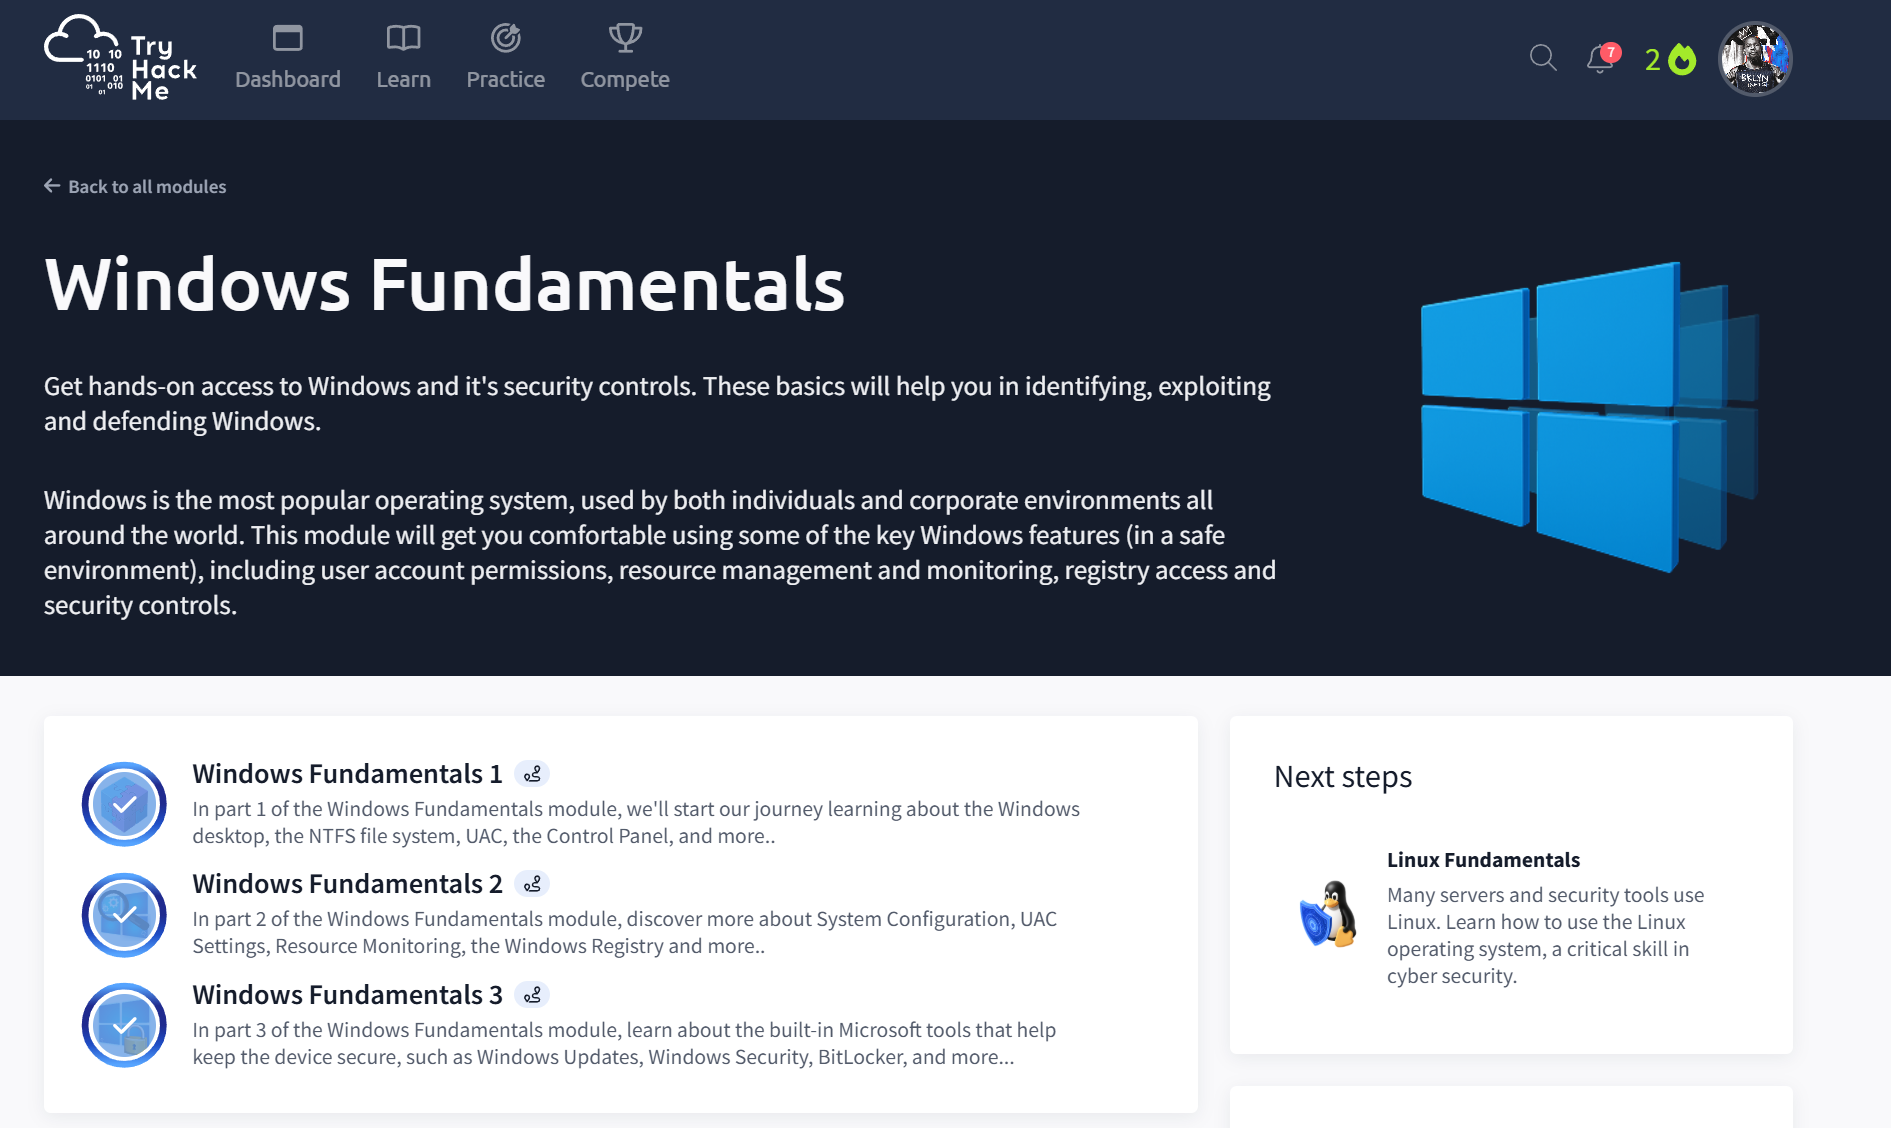 10 10
1110
0101 01
01 010
01
Try
Hack
Me
Dashboard
Learn
Practice
Compete
7
2
BKLYN
Back to all modules
Windows Fundamentals
Get hands-on access to Windows and it's security controls. These basics will help you in identifying, exploiting
and defending Windows.
Windows is the most popular operating system, used by both individuals and corporate environments all
around the world. This module will get you comfortable using some of the key Windows features (in a safe
environment), including user account permissions, resource management and monitoring, registry access and
security controls.
Windows Fundamentals 1
In part 1 of the Windows Fundamentals module, we'll start our journey learning about the Windows
desktop, the NTFS file system, UAC, the Control Panel, and more..
Windows Fundamentals 2
In part 2 of the Windows Fundamentals module, discover more about System Configuration, UAC
Settings, Resource Monitoring, the Windows Registry and more..
Windows Fundamentals 3
In part 3 of the Windows Fundamentals module, learn about the built-in Microsoft tools that help
keep the device secure, such as Windows Updates, Windows Security, BitLocker, and more...
Next steps
Linux Fundamentals
Many servers and security tools use
Linux. Learn how to use the Linux
operating system, a critical skill in
cyber security.